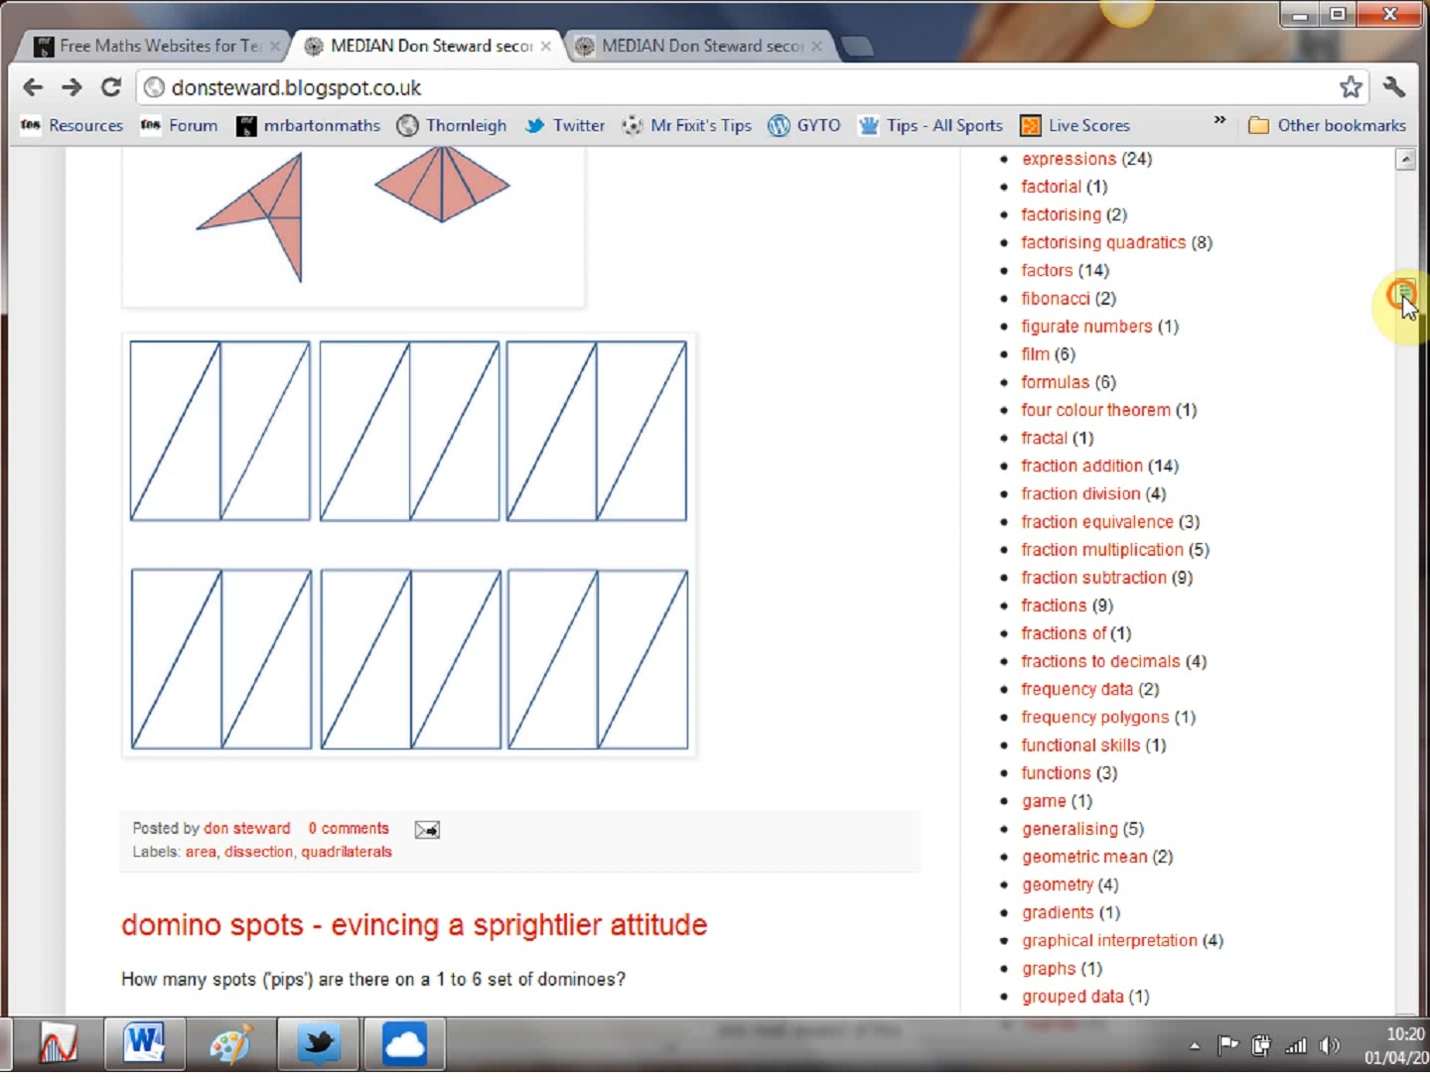 Free Maths Websites for Te
MEDIAN Don Steward secor
MEDIAN Don Steward secor
donsteward.blogspot.co.uk
tes Resources
tes Forum
mrbartonmaths
Thornleigh
Twitter
Mr Fixit's Tips
GYTO
Tips - All Sports
Live Scores
»
Other bookmarks
expressions (24)
factorial (1)
factorising (2)
factorising quadratics (8)
factors (14)
fibonacci (2)
figurate numbers (1)
film (6)
formulas (6)
four colour theorem (1)
fractal (1)
fraction addition (14)
fraction division (4)
fraction equivalence (3)
fraction multiplication (5)
fraction subtraction (9)
fractions (9)
fractions of (1)
fractions to decimals (4)
frequency data (2)
frequency polygons (1)
functional skills (1)
functions (3)
game (1)
generalising (5)
geometric mean (2)
geometry (4)
gradients (1)
graphical interpretation (4)
graphs (1)
grouped data (1)
Posted by don steward 0 comments
Labels: area, dissection, quadrilaterals
domino spots - evincing a sprightlier attitude
How many spots ('pips') are there on a 1 to 6 set of dominoes?
10:20
01/04/20